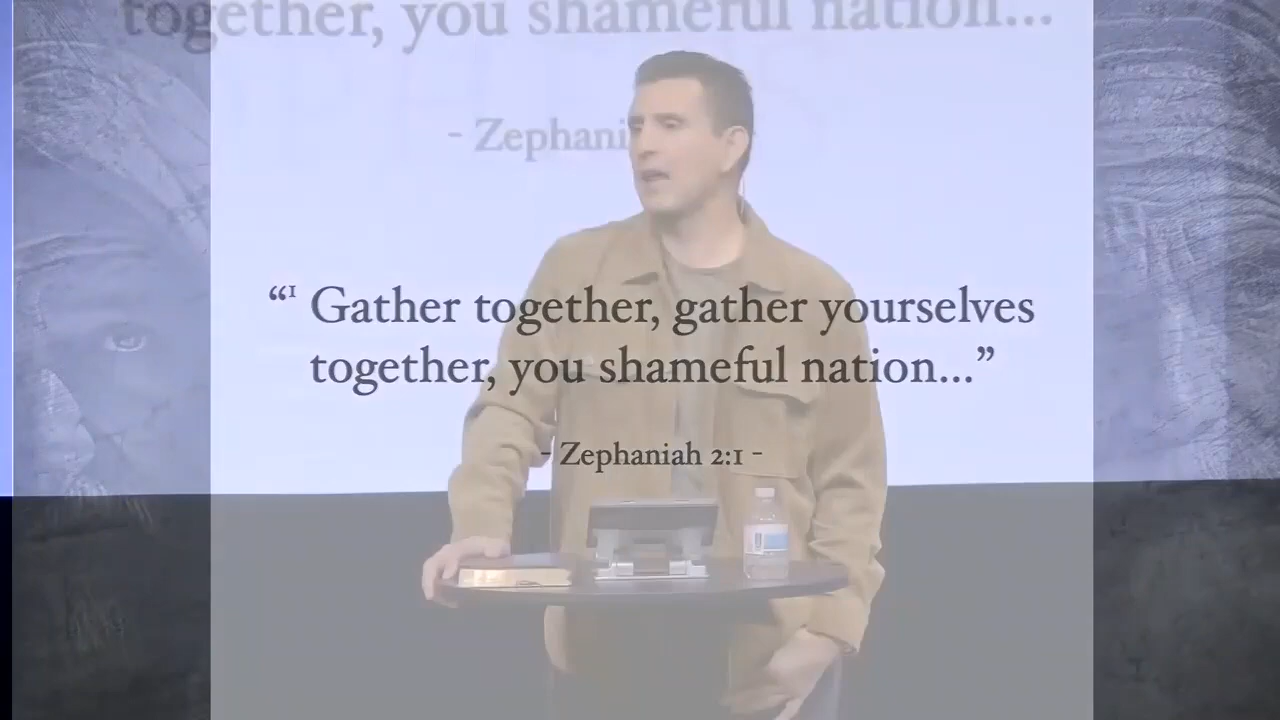 together, you shameful nation...
- Zephani
“¹ Gather together, gather yourselves
together, you shameful nation...”
- Zephaniah 2:1 -